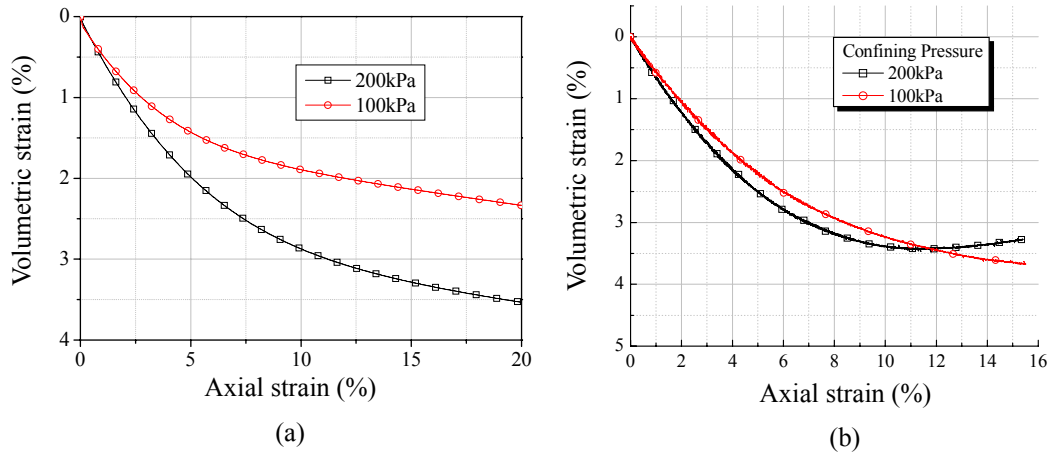 0
1
2
3
4
Volumetric strain (%)
200kPa
100kPa
0 5 10 15 20
Axial strain (%)
(a)
0
1
2
3
4
5
Volumetric strain (%)
Confining Pressure
200kPa
100kPa
0 2 4 6 8 10 12 14 16
Axial strain (%)
(b)